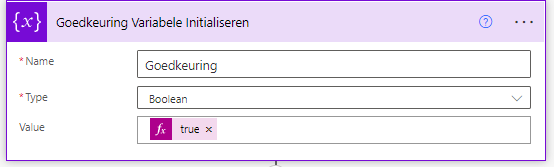 {x} Goedkeuring Variabele Initialiseren ? ...
* Name Goedkeuring
* Type Boolean
Value fx true ×